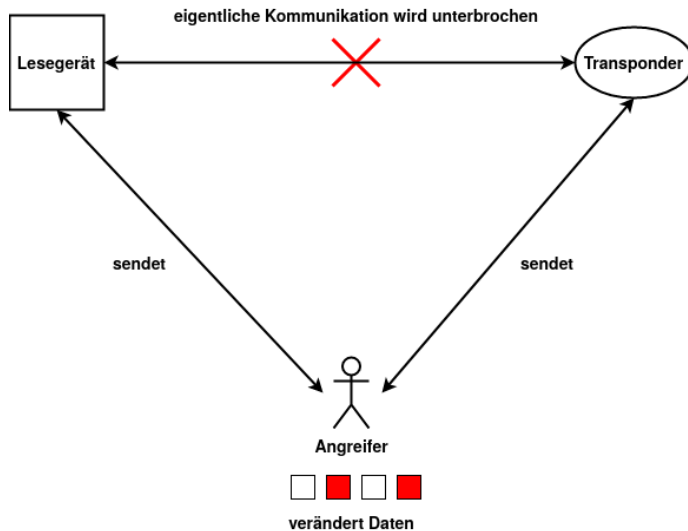 eigentliche Kommunikation wird unterbrochen
Lesegerät
Transponder
sendet
sendet
Angreifer
verändert Daten